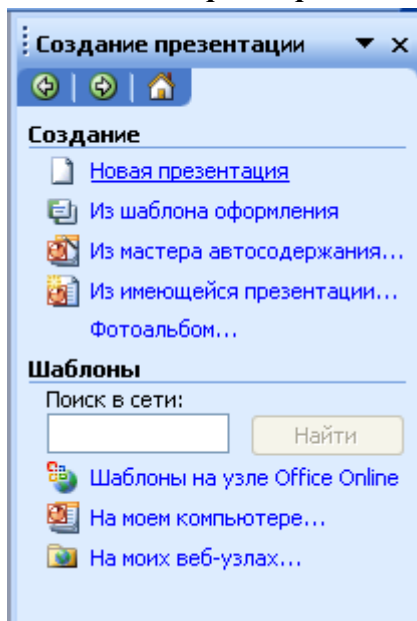 Создание презентации
Создание
Новая презентация
Из шаблона оформления
Из мастера автосодержания...
Из имеющейся презентации...
Фотоальбом...
Шаблоны
Поиск в сети:
Найти
Шаблоны на узле Office Online
На моем компьютере...
На моих веб-узлах...